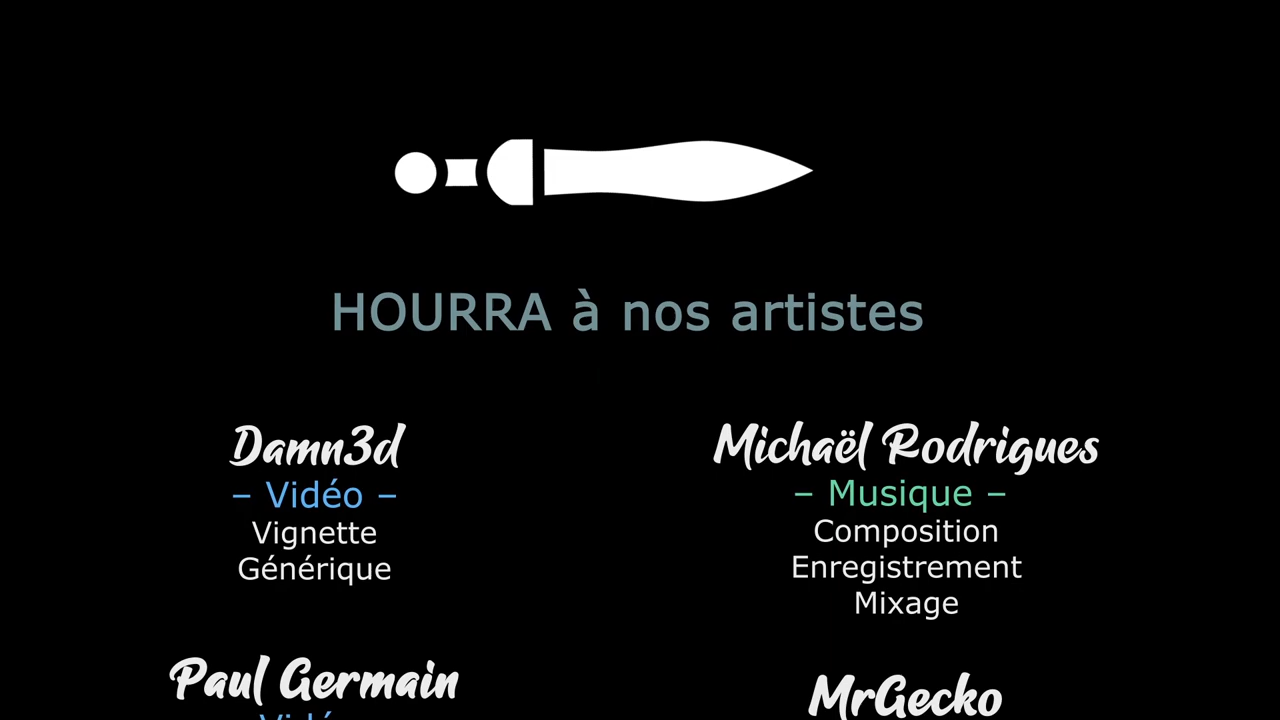 HOURRA à nos artistes
Damn3d
– Vidéo –
Vignette
Générique
Michaël Rodrigues
– Musique –
Composition
Enregistrement
Mixage
Paul Germain
MrGecko